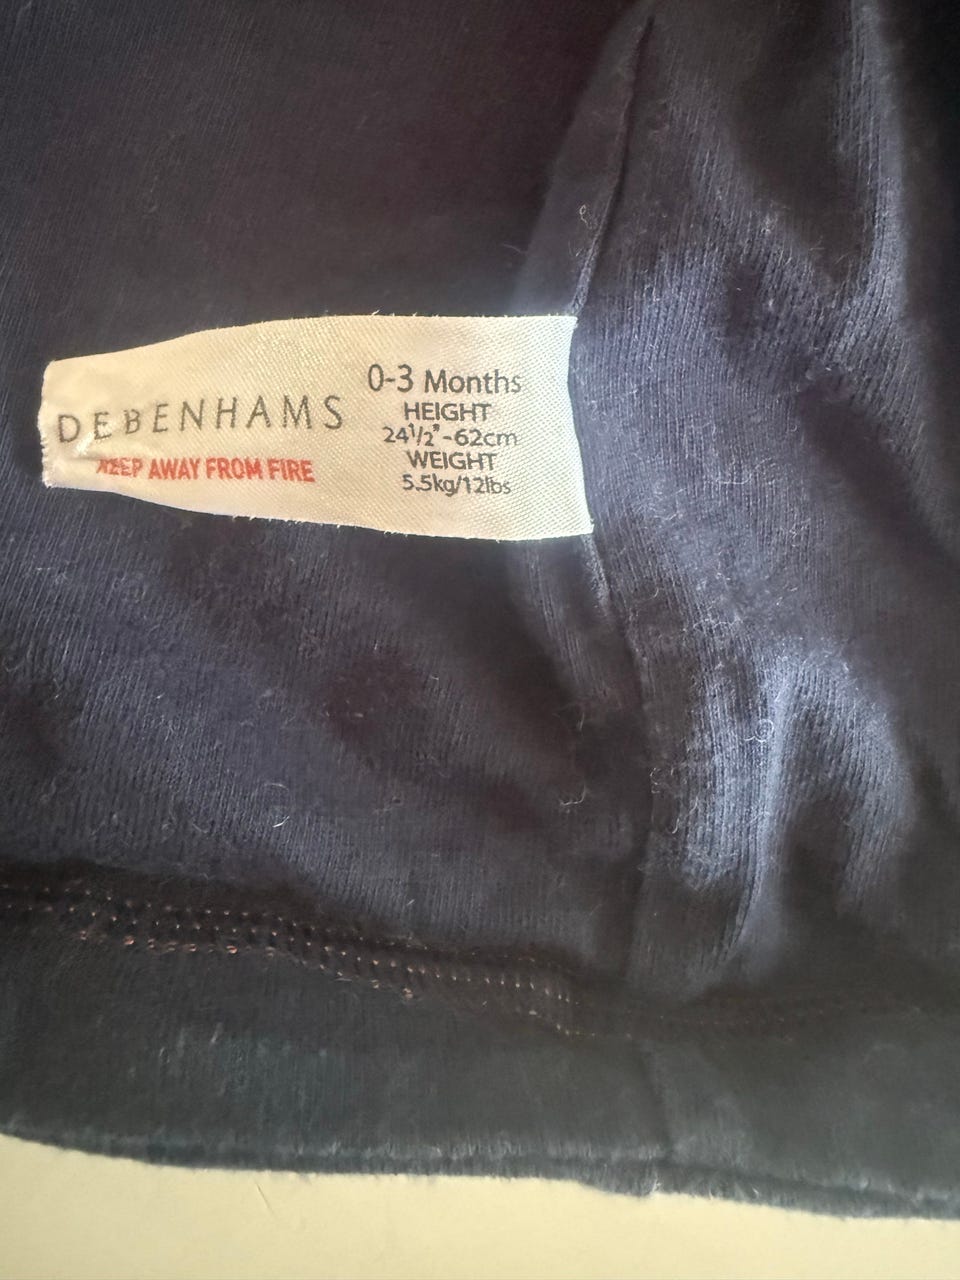 DEBENHAMS
KEEP AWAY FROM FIRE
0-3 Months
HEIGHT
24½"-62cm
WEIGHT
5.5kg/12lbs